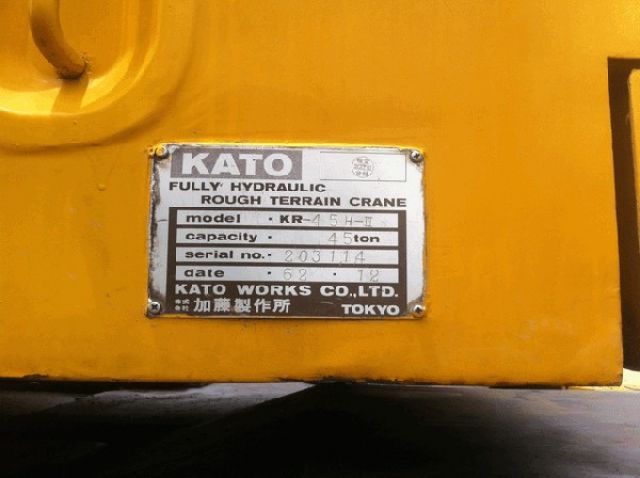 KATO
FULLY HYDRAULIC
ROUGH TERRAIN CRANE
model · KR-45H-II
capacity · 45ton
serial no. · 203114
date · 62 · 12
KATO WORKS CO.,LTD.
株式会社 加藤製作所 TOKYO